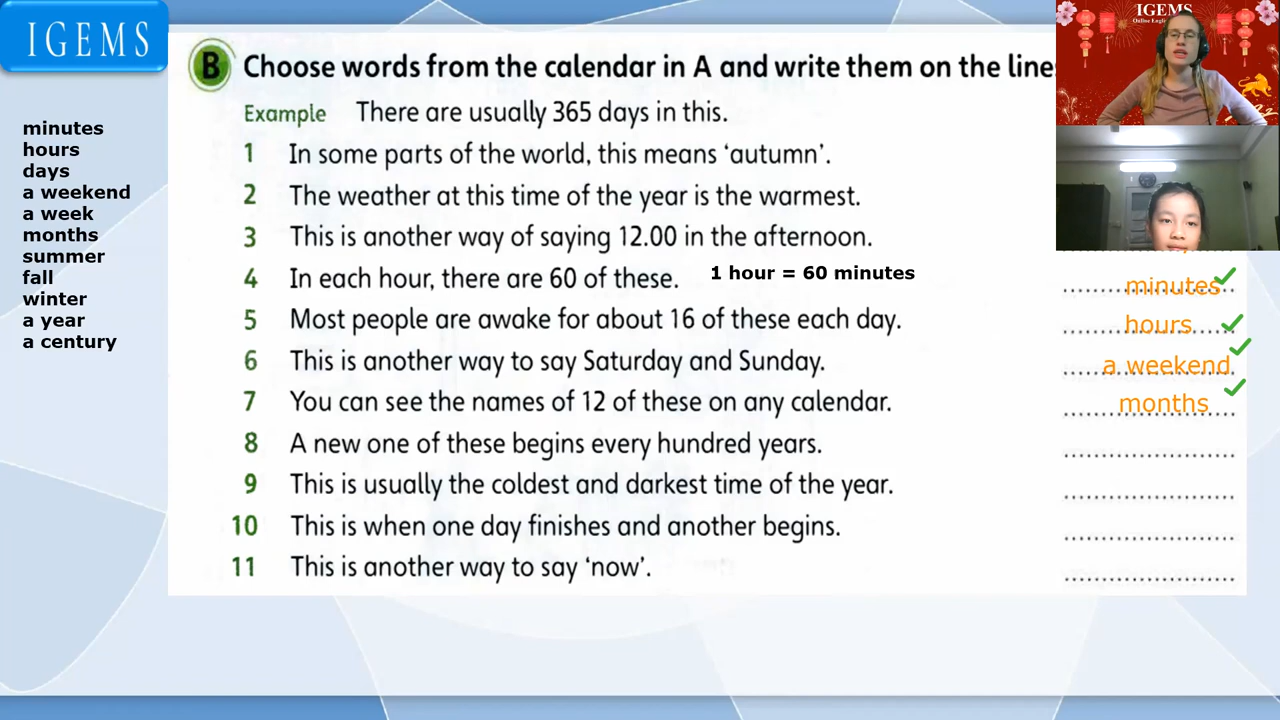 IGEMS
minutes
hours
days
a weekend
a week
months
summer
fall
winter
a year
a century
B Choose words from the calendar in A and write them on the line
Example There are usually 365 days in this.
1 In some parts of the world, this means ‘autumn’.
2 The weather at this time of the year is the warmest.
3 This is another way of saying 12.00 in the afternoon.
4 In each hour, there are 60 of these. 1 hour = 60 minutes minutes
5 Most people are awake for about 16 of these each day. hours
6 This is another way to say Saturday and Sunday. a weekend
7 You can see the names of 12 of these on any calendar. months
8 A new one of these begins every hundred years.
9 This is usually the coldest and darkest time of the year.
10 This is when one day finishes and another begins.
11 This is another way to say ‘now’.
IGEMS